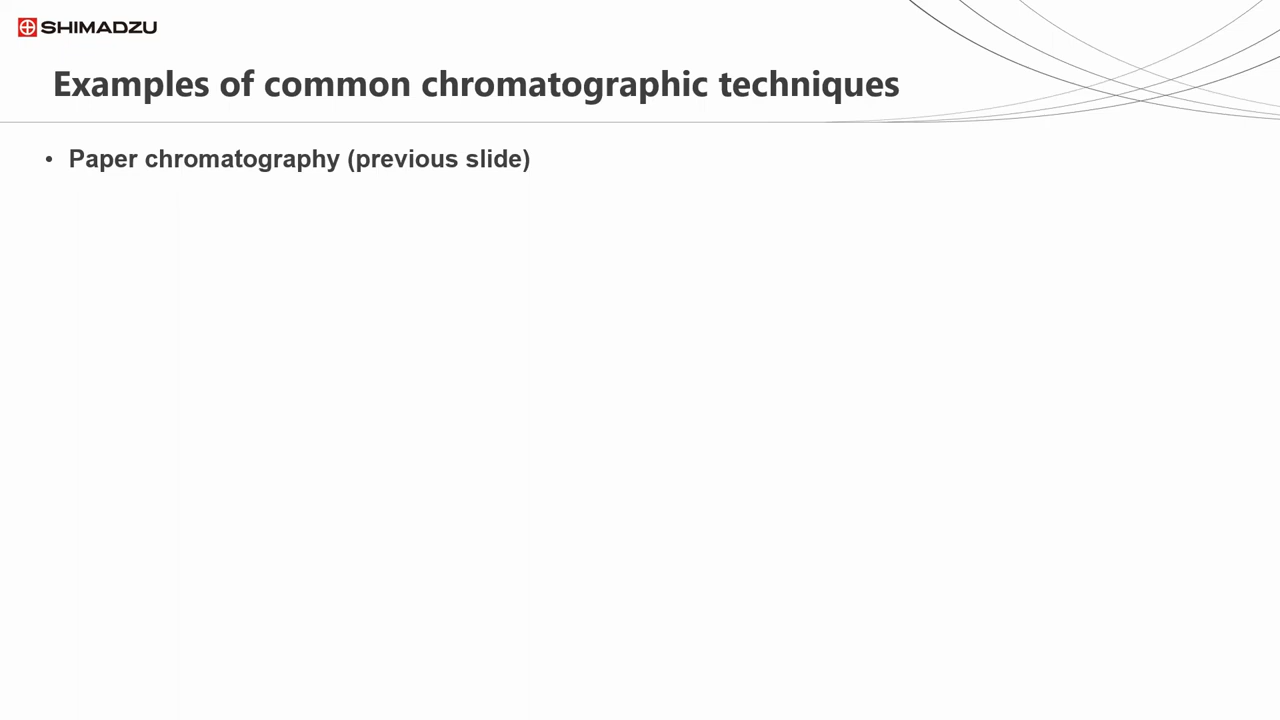 SHIMADZU
Examples of common chromatographic techniques
• Paper chromatography (previous slide)